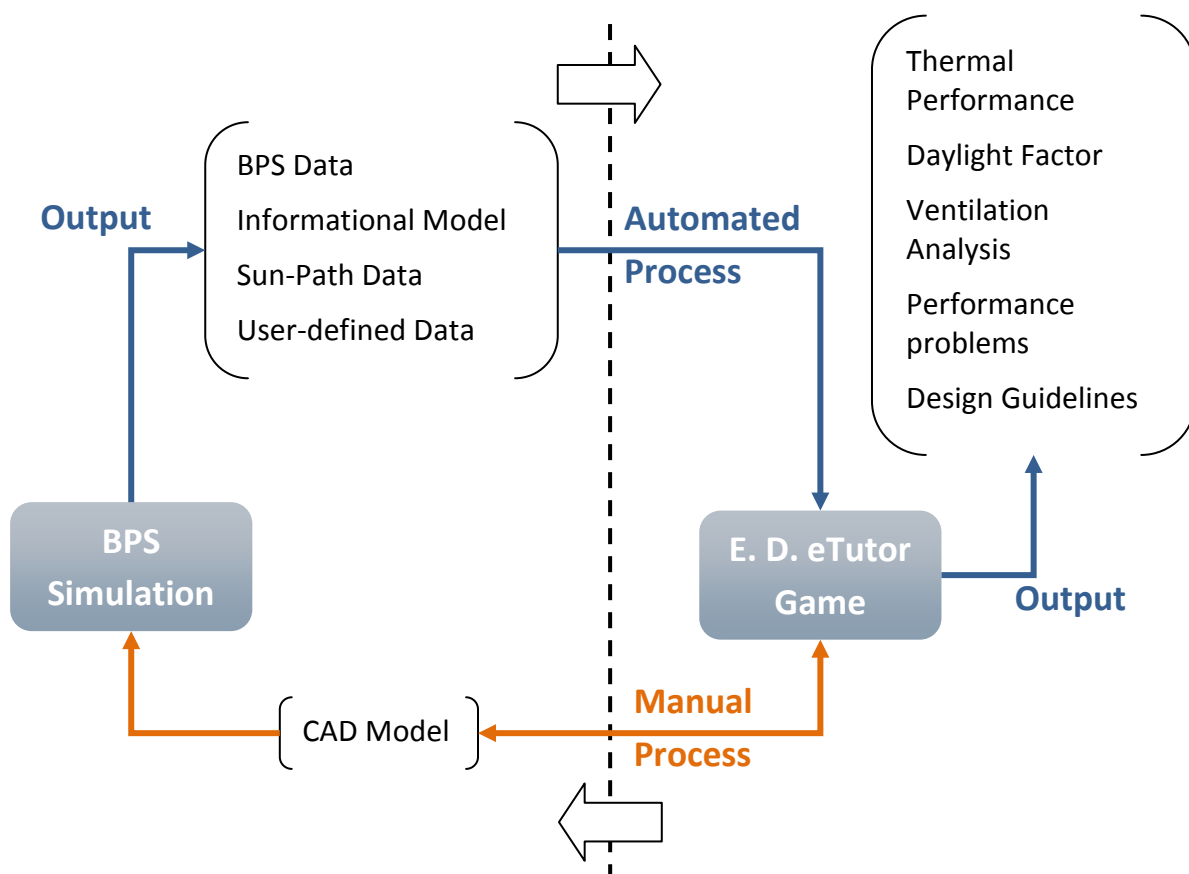 Output
BPS Data
Informational Model
Sun-Path Data
User-defined Data
Automated
Process
Thermal
Performance
Daylight Factor
Ventilation
Analysis
Performance
problems
Design Guidelines
BPS
Simulation
E. D. eTutor
Game
Output
CAD Model
Manual
Process